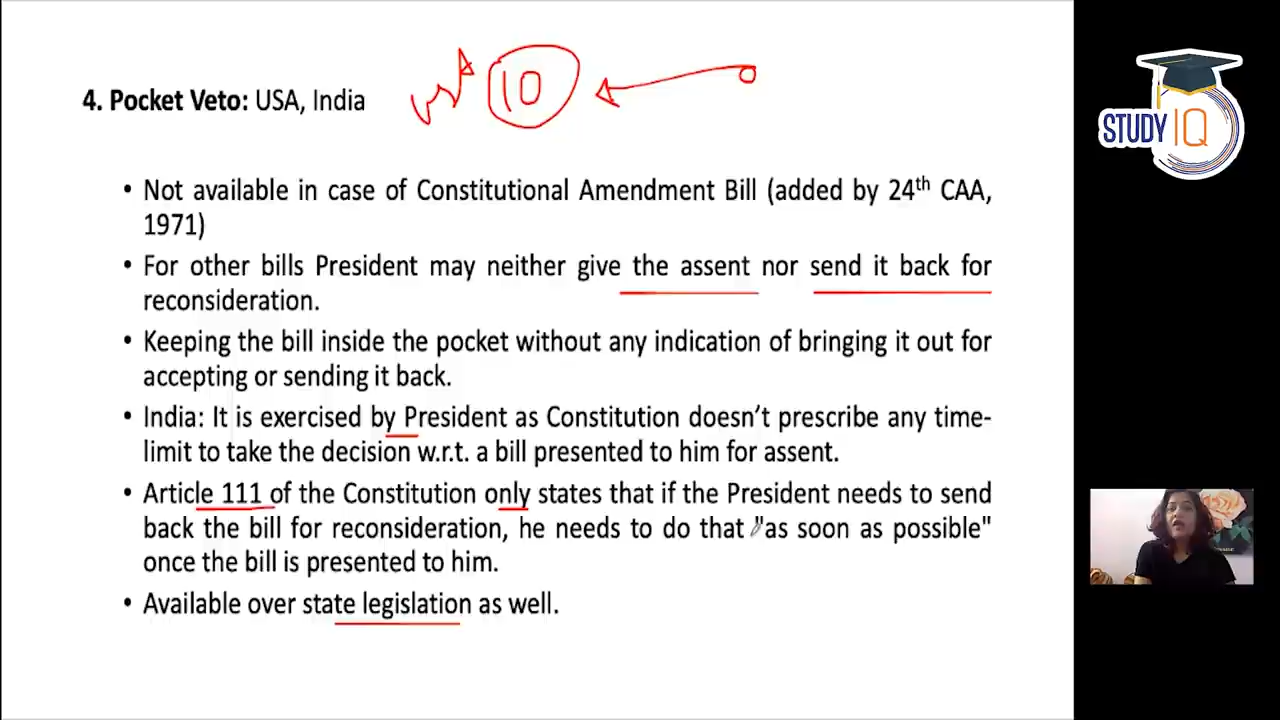 4. Pocket Veto: USA, India
10
STUDY IQ
• Not available in case of Constitutional Amendment Bill (added by 24th CAA,
1971)
• For other bills President may neither give the assent nor send it back for
reconsideration.
• Keeping the bill inside the pocket without any indication of bringing it out for
accepting or sending it back.
• India: It is exercised by President as Constitution doesn't prescribe any time-
limit to take the decision w.r.t. a bill presented to him for assent.
• Article 111 of the Constitution only states that if the President needs to send
back the bill for reconsideration, he needs to do that "as soon as possible"
once the bill is presented to him.
• Available over state legislation as well.